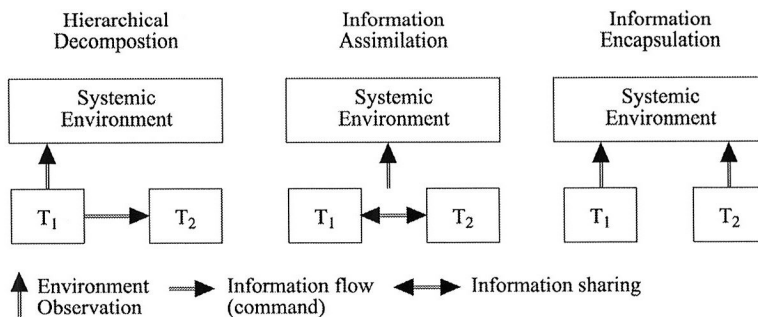 Hierarchical
Decompostion
Information
Assimilation
Information
Encapsulation
Systemic
Environment
Systemic
Environment
Systemic
Environment
T₁
T₂
T₁
T₂
T₁
T₂
Environment
Observation
Information flow
(command)
Information sharing